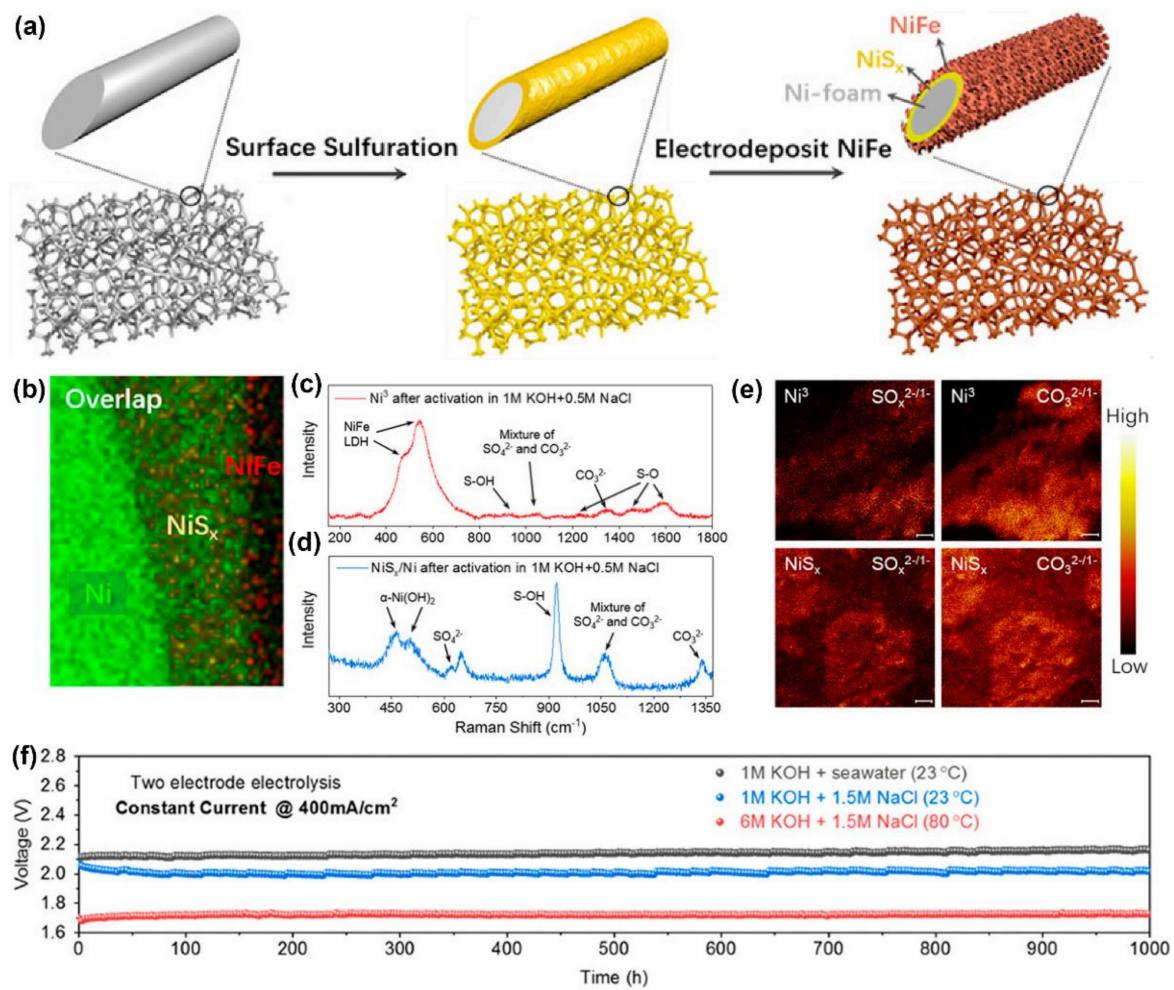 (a)
Surface Sulfuration
Electrodeposit NiFe
NiFe
NiSₓ
Ni-foam
(b)
Overlap
NiFe
NiSₓ
Ni
(c)
Ni³ after activation in 1M KOH+0.5M NaCl
Intensity
NiFe
LDH
S-OH
Mixture of
SO₄²⁻ and CO₃²⁻
CO₃²⁻
S-O
200 400 600 800 1000 1200 1400 1600 1800
(d)
NiSₓ/Ni after activation in 1M KOH+0.5M NaCl
Intensity
α-Ni(OH)₂
SO₄²⁻
S-OH
Mixture of
SO₄²⁻ and CO₃²⁻
CO₃²⁻
300 450 600 750 900 1050 1200 1350
Raman Shift (cm⁻¹)
(e)
Ni³ SOₓ²⁻/¹⁻
Ni³ CO₃²⁻/¹⁻
NiSₓ SOₓ²⁻/¹⁻
NiSₓ CO₃²⁻/¹⁻
High
Low
(f)
Two electrode electrolysis
Constant Current @ 400mA/cm²
1M KOH + seawater (23 °C)
1M KOH + 1.5M NaCl (23 °C)
6M KOH + 1.5M NaCl (80 °C)
Voltage (V)
2.8
2.6
2.4
2.2
2.0
1.8
1.6
0 100 200 300 400 500 600 700 800 900 1000
Time (h)